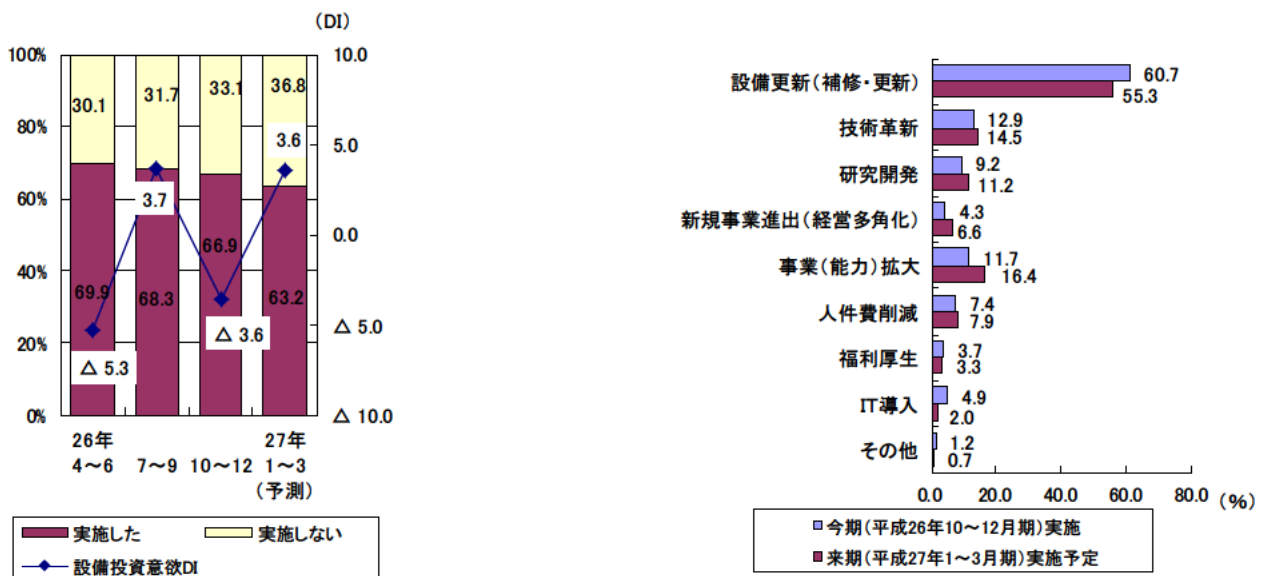 (DI)
100%
80%
60%
40%
20%
0%
10.0
5.0
0.0
△ 5.0
△ 10.0
30.1
31.7
33.1
36.8
69.9
68.3
66.9
63.2
△ 5.3
3.7
△ 3.6
3.6
26年
4～6
7～9
10～12
27年
1～3
(予測)
実施した
実施しない
設備投資意欲DI
設備更新(補修・更新)
60.7
55.3
技術革新
12.9
14.5
研究開発
9.2
11.2
新規事業進出(経営多角化)
4.3
6.6
事業(能力)拡大
11.7
16.4
人件費削減
7.4
7.9
福利厚生
3.7
3.3
IT導入
4.9
2.0
その他
1.2
0.7
0.0
20.0
40.0
60.0
80.0
(%)
今期(平成26年10～12月期)実施
来期(平成27年1～3月期)実施予定